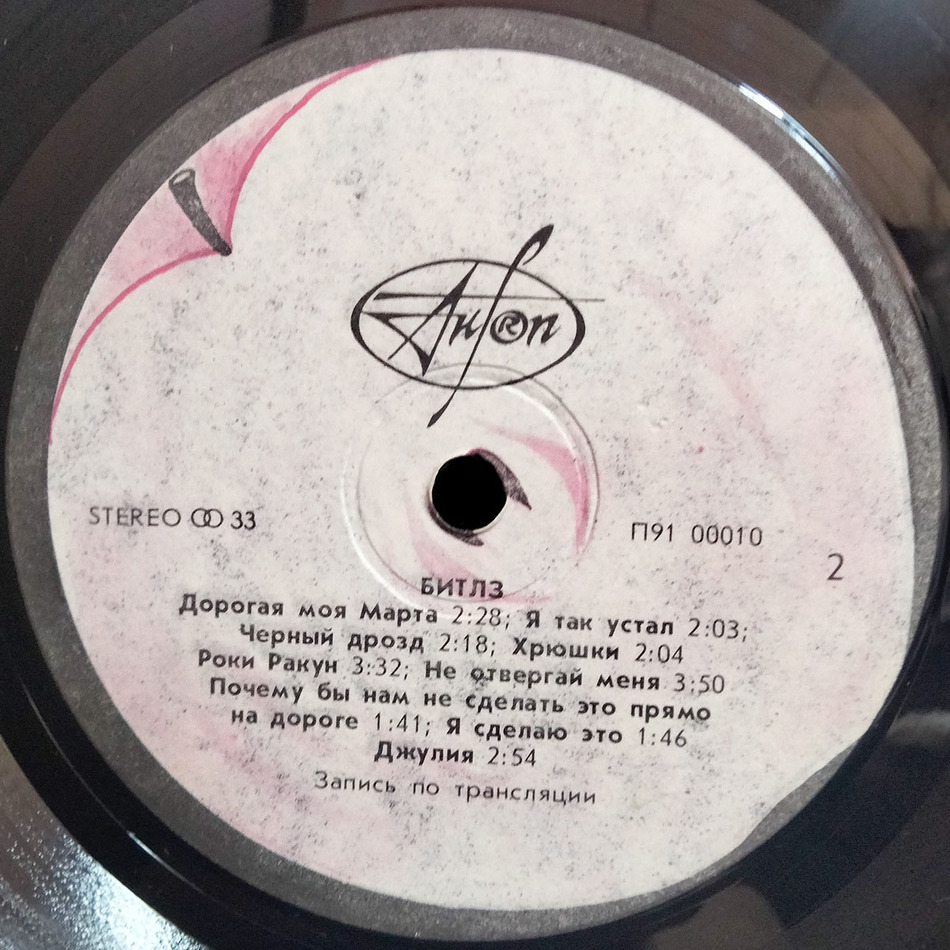 АнТроп
®
STEREO Ꝏ 33
П91 00010
2
БИТЛЗ
Дорогая моя Марта 2:28; Я так устал 2:03;
Черный дрозд 2:18; Хрюшки 2:04
Роки Ракун 3:32; Не отвергай меня 3:50
Почему бы нам не сделать это прямо
на дороге 1:41; Я сделаю это 1:46
Джулия 2:54
Запись по трансляции